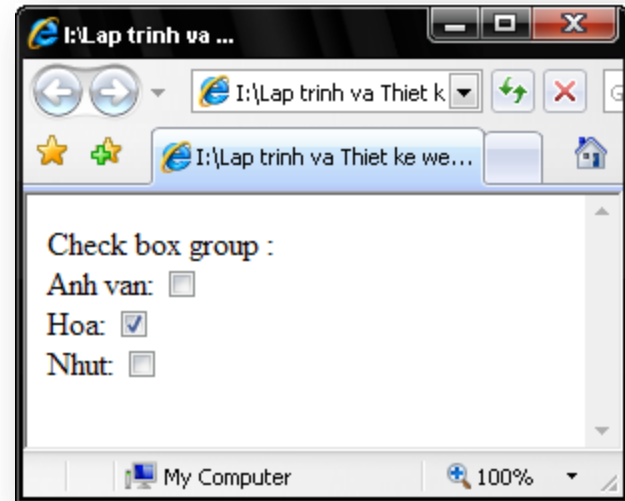 I:\Lap trinh va ...
I:\Lap trinh va Thiet k
G
I:\Lap trinh va Thiet ke we...
Check box group :
Anh van:
Hoa:
Nhut:
My Computer
100%